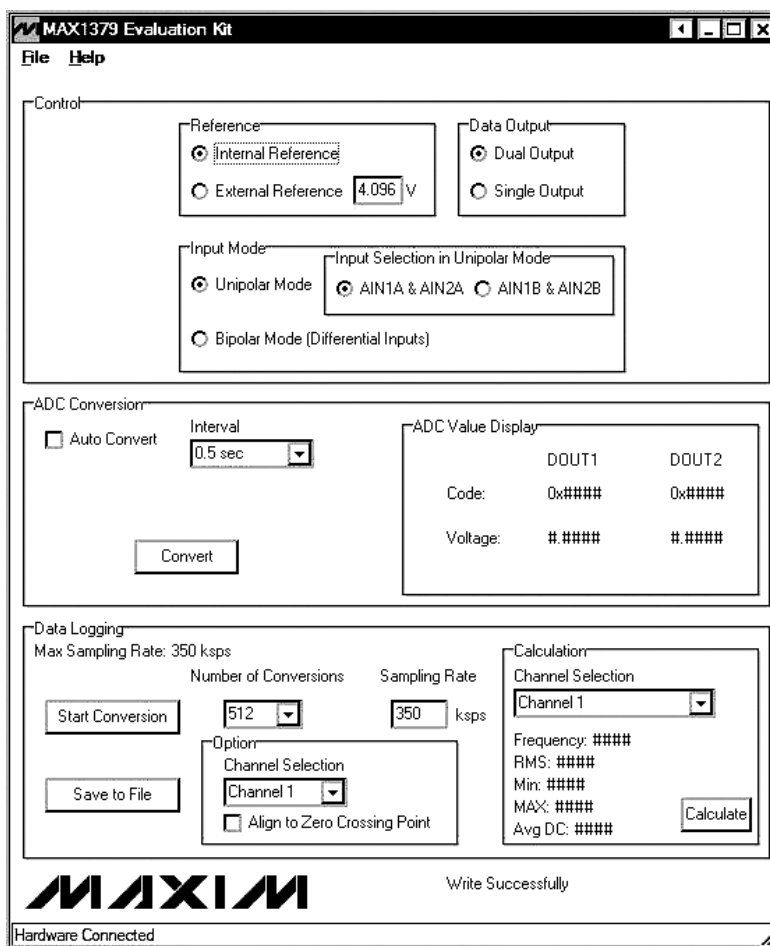 MAX1379 Evaluation Kit
File Help
Control
Reference
Internal Reference
External Reference 4.096 V
Data Output
Dual Output
Single Output
Input Mode
Unipolar Mode
Input Selection in Unipolar Mode
AIN1A & AIN2A AIN1B & AIN2B
Bipolar Mode (Differential Inputs)
ADC Conversion
Auto Convert
Interval
0.5 sec
Convert
ADC Value Display
DOUT1 DOUT2
Code: 0x#### 0x####
Voltage: #.#### #.####
Data Logging
Max Sampling Rate: 350 ksps
Number of Conversions Sampling Rate
Start Conversion 512 350 ksps
Option
Channel Selection
Save to File Channel 1
Align to Zero Crossing Point
Calculation
Channel Selection
Channel 1
Frequency: ####
RMS: ####
Min: ####
MAX: ####
Avg DC: ####
Calculate
MAXIM
Write Successfully
Hardware Connected